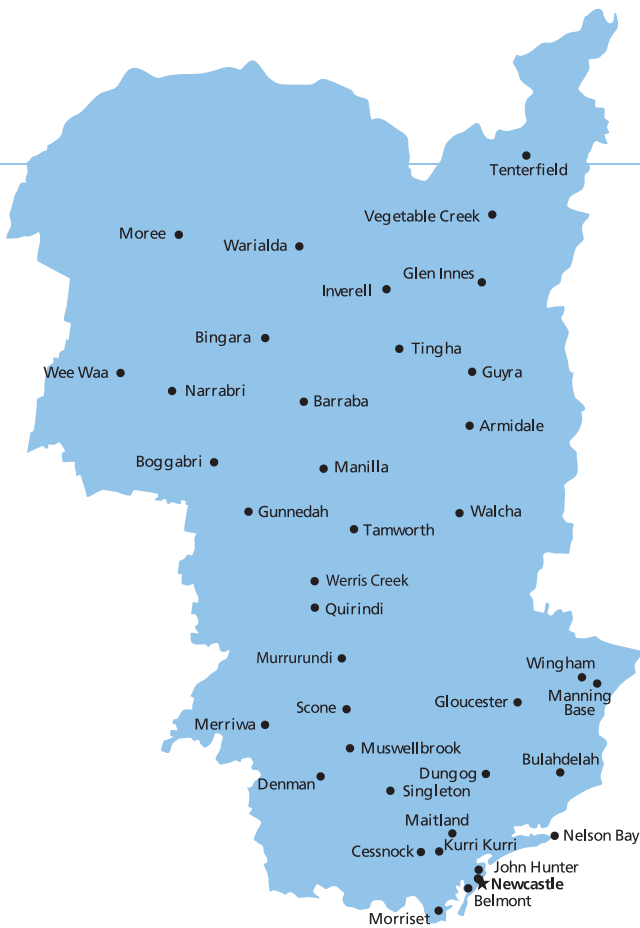 Tenterfield
Vegetable Creek
Moree
Warialda
Glen Innes
Inverell
Bingara
Tingha
Wee Waa
Guyra
Narrabri
Barraba
Armidale
Boggabri
Manilla
Gunnedah
Walcha
Tamworth
Werris Creek
Quirindi
Murrurundi
Wingham
Manning
Base
Gloucester
Scone
Merriwa
Muswellbrook
Bulahdelah
Dungog
Denman
Singleton
Maitland
Nelson Bay
Kurri Kurri
Cessnock
John Hunter
Newcastle
Belmont
Morriset